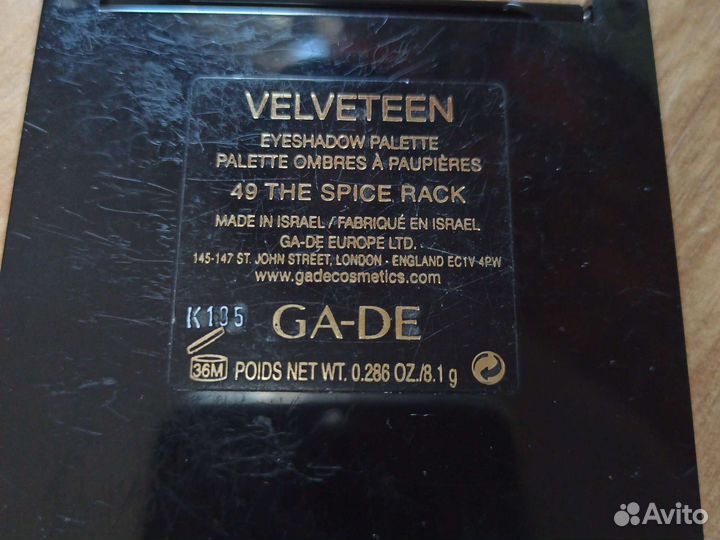 VELVETEEN
EYESHADOW PALETTE
PALETTE OMBRES À PAUPIÈRES
49 THE SPICE RACK
MADE IN ISRAEL / FABRIQUÉ EN ISRAEL
GA-DE EUROPE LTD.
145-147 ST. JOHN STREET, LONDON - ENGLAND EC1V 4PW
www.gadecosmetics.com
K195 GA-DE
36M POIDS NET WT. 0.286 OZ./8.1 g
Avito